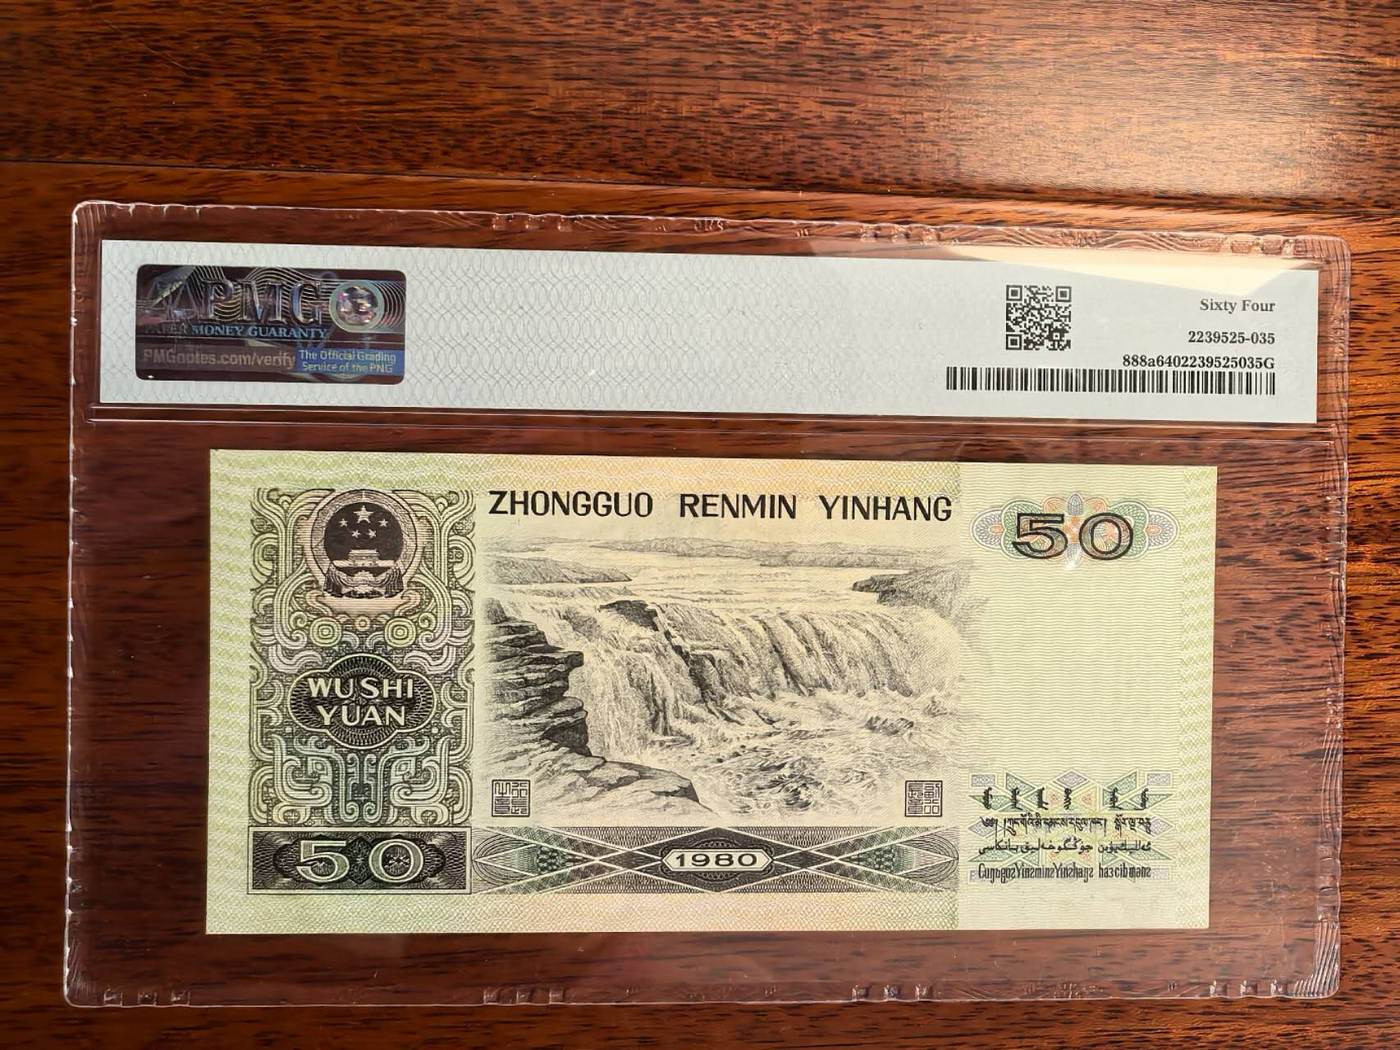 PMG
PAPER MONEY GUARANTY
PMGnotes.com/verify
The Official Grading
Service of the PNG
Sixty Four
2239525-035
888a6402239525035G
ZHONGGUO RENMIN YINHANG
50
WU SHI
YUAN
50
1980